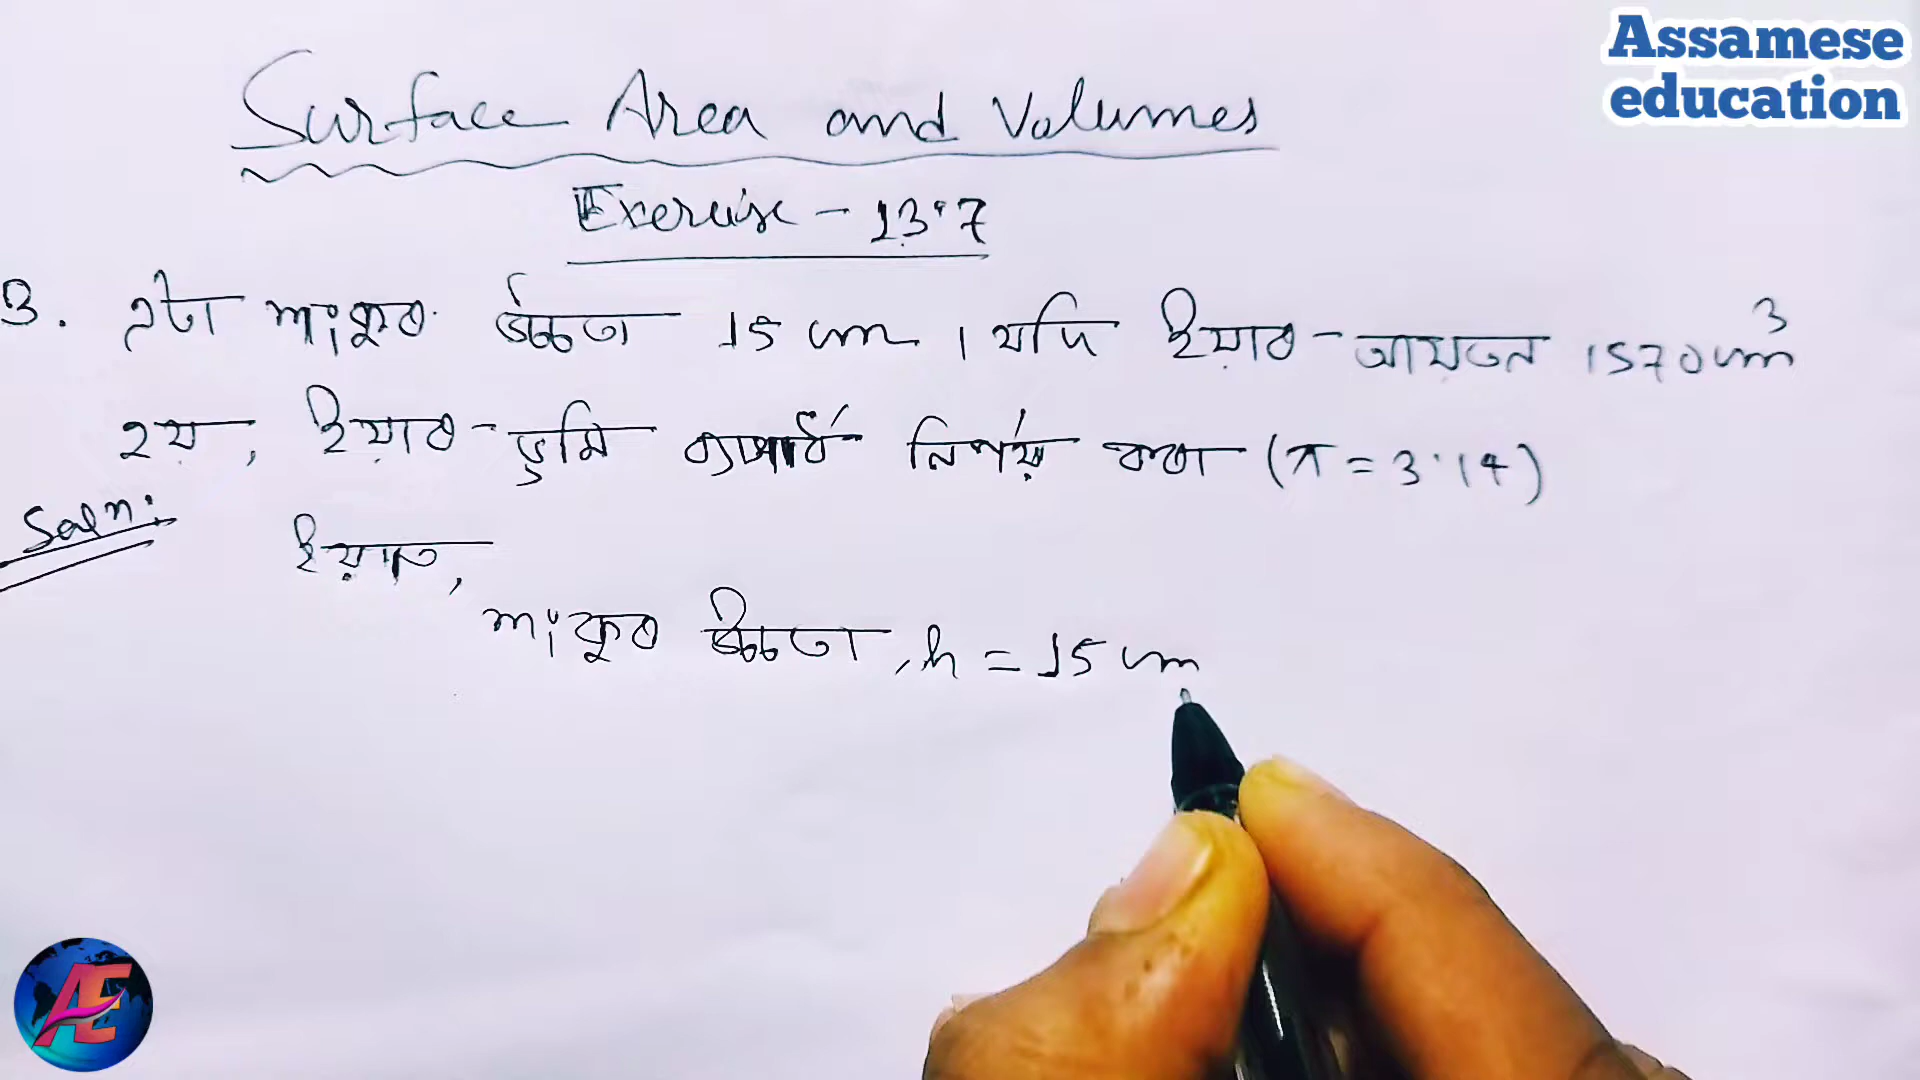 Assamese
education
Surface Area and Volumes
Exercise - 13.7
3. এটা শংকুৰ উচ্চতা 15 cm । যদি ইয়াৰ আয়তন 1570 cm³
হয়, ইয়াৰ ভূমি ব্যাসাৰ্ধ নিৰ্ণয় কৰা (π = 3.14)
Soln:
ইয়াত,
শংকুৰ উচ্চতা, h = 15 cm
AE